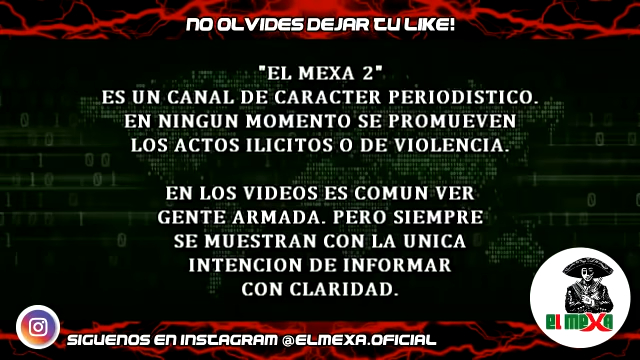 NO OLVIDES DEJAR TU LIKE!
"EL MEXA 2"
ES UN CANAL DE CARACTER PERIODISTICO.
EN NINGUN MOMENTO SE PROMUEVEN
LOS ACTOS ILICITOS O DE VIOLENCIA.
EN LOS VIDEOS ES COMUN VER
GENTE ARMADA. PERO SIEMPRE
SE MUESTRAN CON LA UNICA
INTENCION DE INFORMAR
CON CLARIDAD.
EL MEXA
SIGUENOS EN INSTAGRAM @ELMEXA.OFICIAL